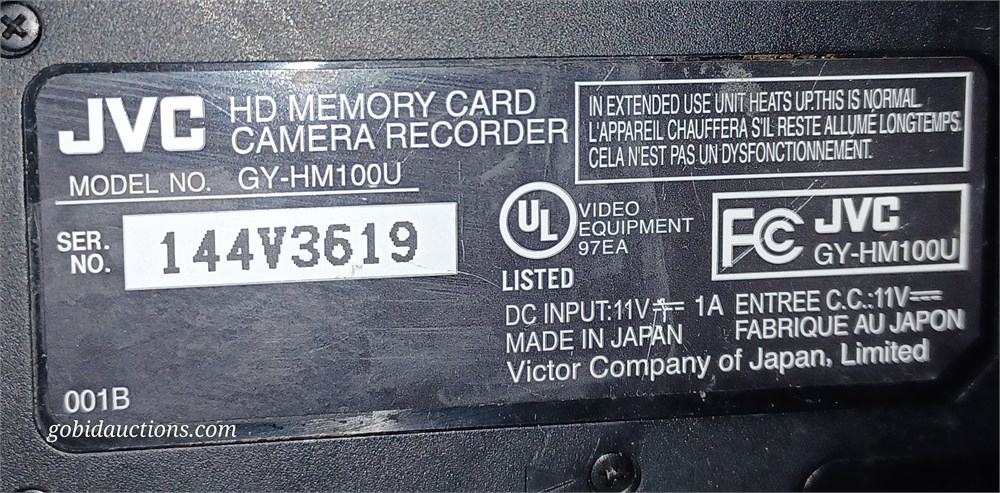 JVC HD MEMORY CARD
CAMERA RECORDER
MODEL NO. GY-HM100U
SER.
NO. 144V3619
001B
IN EXTENDED USE UNIT HEATS UP.THIS IS NORMAL.
L'APPAREIL CHAUFFERA S'IL RESTE ALLUMÉ LONGTEMPS.
CELA N'EST PAS UN DYSFONCTIONNEMENT.
UL
LISTED
VIDEO
EQUIPMENT
97EA
FC JVC
GY-HM100U
DC INPUT:11V⎓ 1A ENTREE C.C.:11V⎓
MADE IN JAPAN FABRIQUE AU JAPON
Victor Company of Japan, Limited
gobidauctions.com